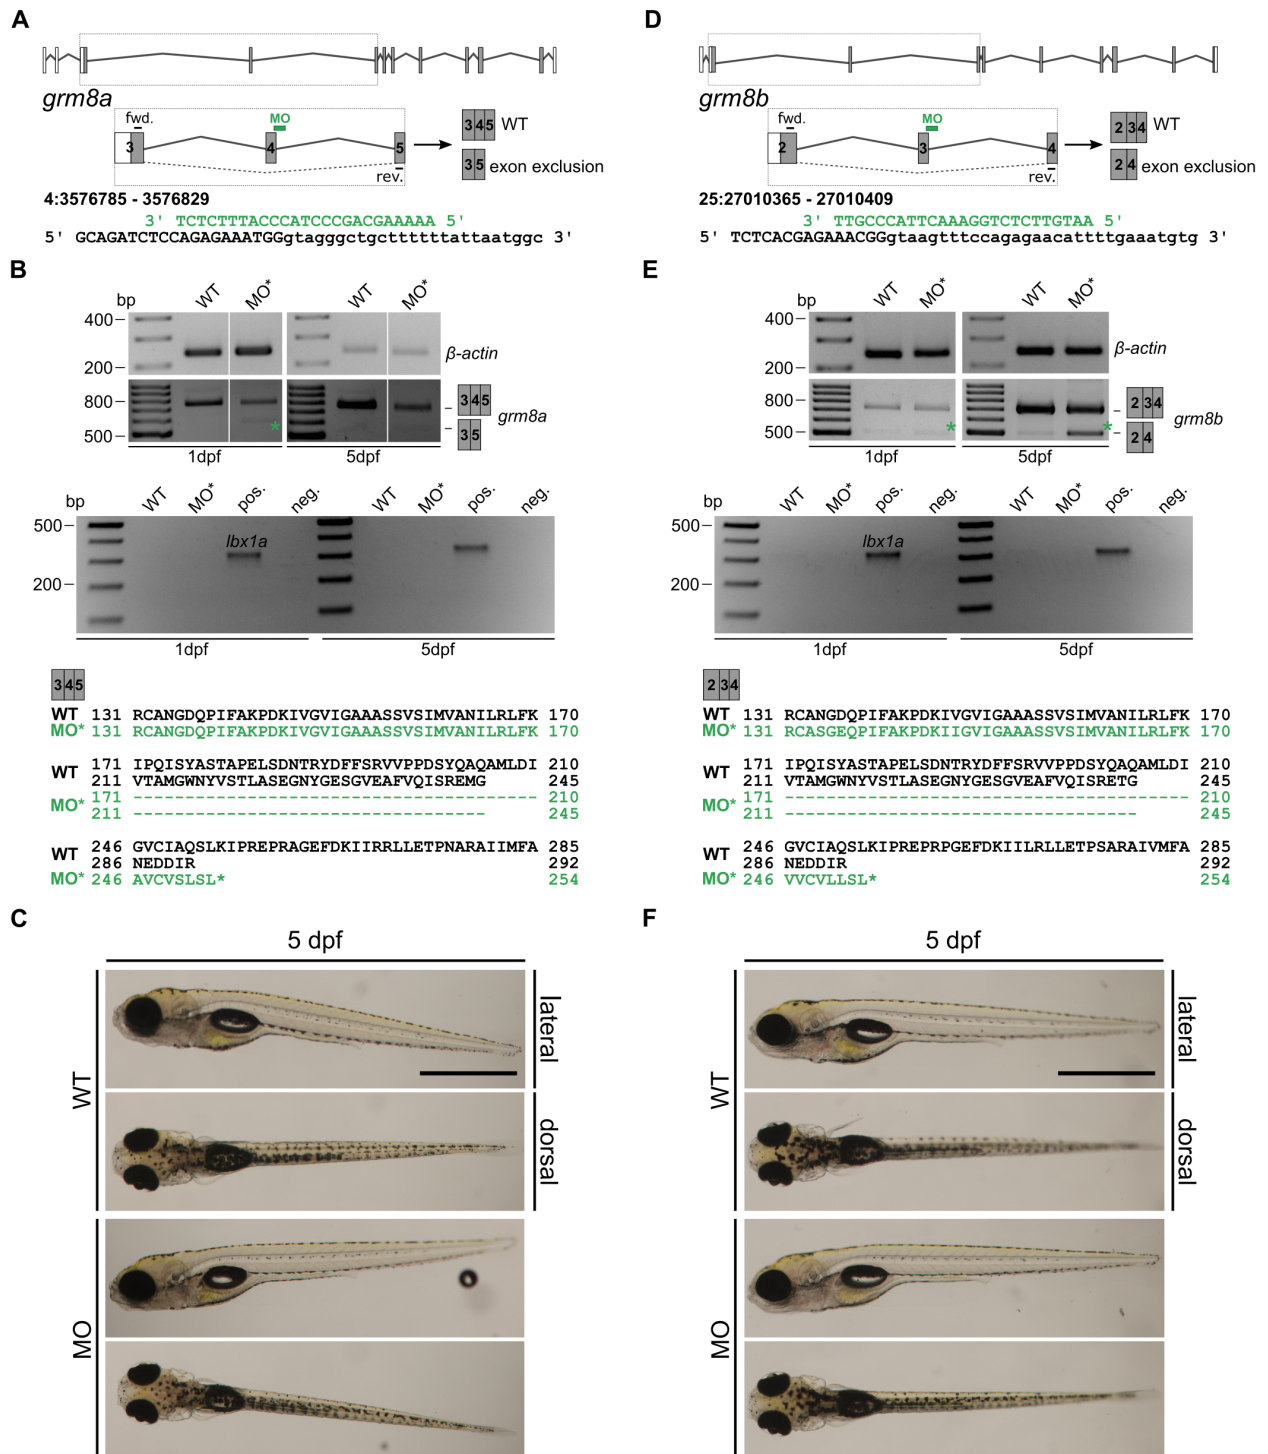 A
grm8a
fwd.
MO
3
4
5
rev.
3 4 5 WT
3 5 exon exclusion
4:3576785 - 3576829
3' TCTCTTTACCCATCCCGACGAAAAA 5'
5' GCAGATCTCCAGAGAAATGGgtagggctgcttttttattaatggc 3'
D
grm8b
fwd.
MO
2
3
4
rev.
2 3 4 WT
2 4 exon exclusion
25:27010365 - 27010409
3' TTGCCCATTCAAAGGTCTCTTGTAA 5'
5' TCTCACGAGAAACGGgtaagtttccagagaacattttgaaatgtg 3'
B
bp WT MO* WT MO*
400
200
β-actin
800
500
3 4 5
3 5
grm8a
*
1dpf 5dpf
bp WT MO* pos. neg. WT MO* pos. neg.
500
200
lbx1a
1dpf 5dpf
3 4 5
WT 131 RCANGDQPIFAKPDKIVGVIGAAASSVSIMVANILRLFK 170
MO* 131 RCANGDQPIFAKPDKIVGVIGAAASSVSIMVANILRLFK 170
WT 171 IPQISYASTAPELSDNTRYDFFSRVVPPDSYQAQAMLDI 210
211 VTAMGWNYVSTLASEGNYGESGVEAFVQISREMG 245
MO* 171 --------------------------------------- 210
211 ---------------------------------- 245
WT 246 GVCIAQSLKIPREPRAGEFDKIIRRLLETPNARAIIMFA 285
286 NEDDIR 292
MO* 246 AVCVSLSL* 254
E
bp WT MO* WT MO*
400
200
β-actin
800
500
2 3 4
2 4
grm8b
*
*
1dpf 5dpf
bp WT MO* pos. neg. WT MO* pos. neg.
500
200
lbx1a
1dpf 5dpf
2 3 4
WT 131 RCANGDQPIFAKPDKIVGVIGAAASSVSIMVANILRLFK 170
MO* 131 RCASGEQPIFAKPDKIIGVIGAAASSVSIMVANILRLFK 170
WT 171 IPQISYASTAPELSDNTRYDFFSRVVPPDSYQAQAMLDI 210
211 VTAMGWNYVSTLASEGNYGESGVEAFVQISRETG 245
MO* 171 --------------------------------------- 210
211 ---------------------------------- 245
WT 246 GVCIAQSLKIPREPRPGEFDKIILRLLETPSARAIVMFA 285
286 NEDDIR 292
MO* 246 VVCVLLSL* 254
C
5 dpf
WT
lateral
dorsal
MO
F
5 dpf
WT
lateral
dorsal
MO